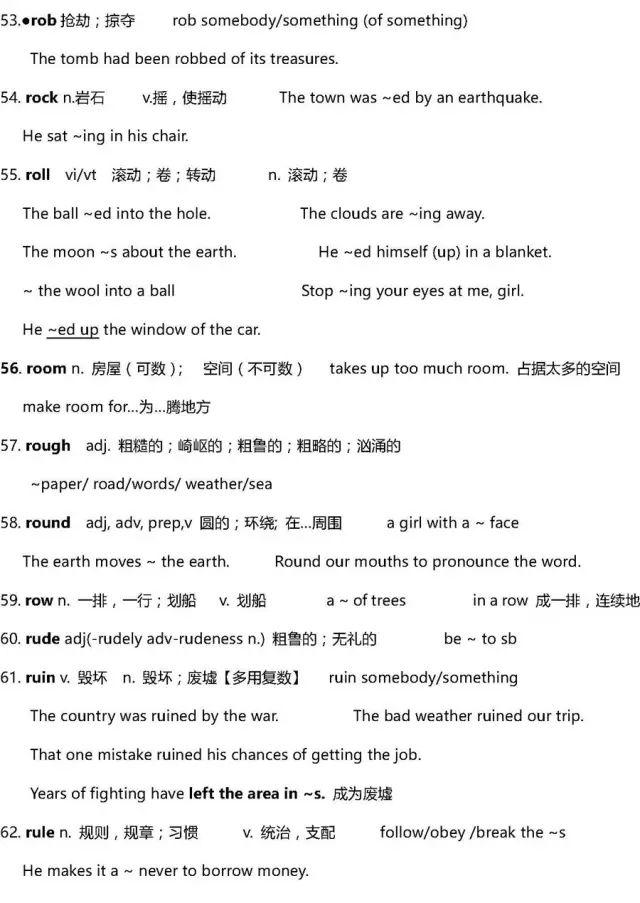 53.●rob 抢劫；掠夺 rob somebody/something (of something)
The tomb had been robbed of its treasures.
54. rock n.岩石 v.摇，使摇动 The town was ~ed by an earthquake.
He sat ~ing in his chair.
55. roll vi/vt 滚动；卷；转动 n. 滚动；卷
The ball ~ed into the hole. The clouds are ~ing away.
The moon ~s about the earth. He ~ed himself (up) in a blanket.
~ the wool into a ball Stop ~ing your eyes at me, girl.
He ~ed up the window of the car.
56. room n. 房屋（可数）; 空间（不可数） takes up too much room. 占据太多的空间
make room for...为...腾地方
57. rough adj. 粗糙的；崎岖的；粗鲁的；粗略的；汹涌的
~paper/ road/words/ weather/sea
58. round adj, adv, prep,v 圆的；环绕; 在...周围 a girl with a ~ face
The earth moves ~ the earth. Round our mouths to pronounce the word.
59. row n. 一排，一行；划船 v. 划船 a ~ of trees in a row 成一排，连续地
60. rude adj(-rudely adv-rudeness n.) 粗鲁的；无礼的 be ~ to sb
61. ruin v. 毁坏 n. 毁坏；废墟【多用复数】 ruin somebody/something
The country was ruined by the war. The bad weather ruined our trip.
That one mistake ruined his chances of getting the job.
Years of fighting have left the area in ~s. 成为废墟
62. rule n. 规则，规章；习惯 v. 统治，支配 follow/obey /break the ~s
He makes it a ~ never to borrow money.